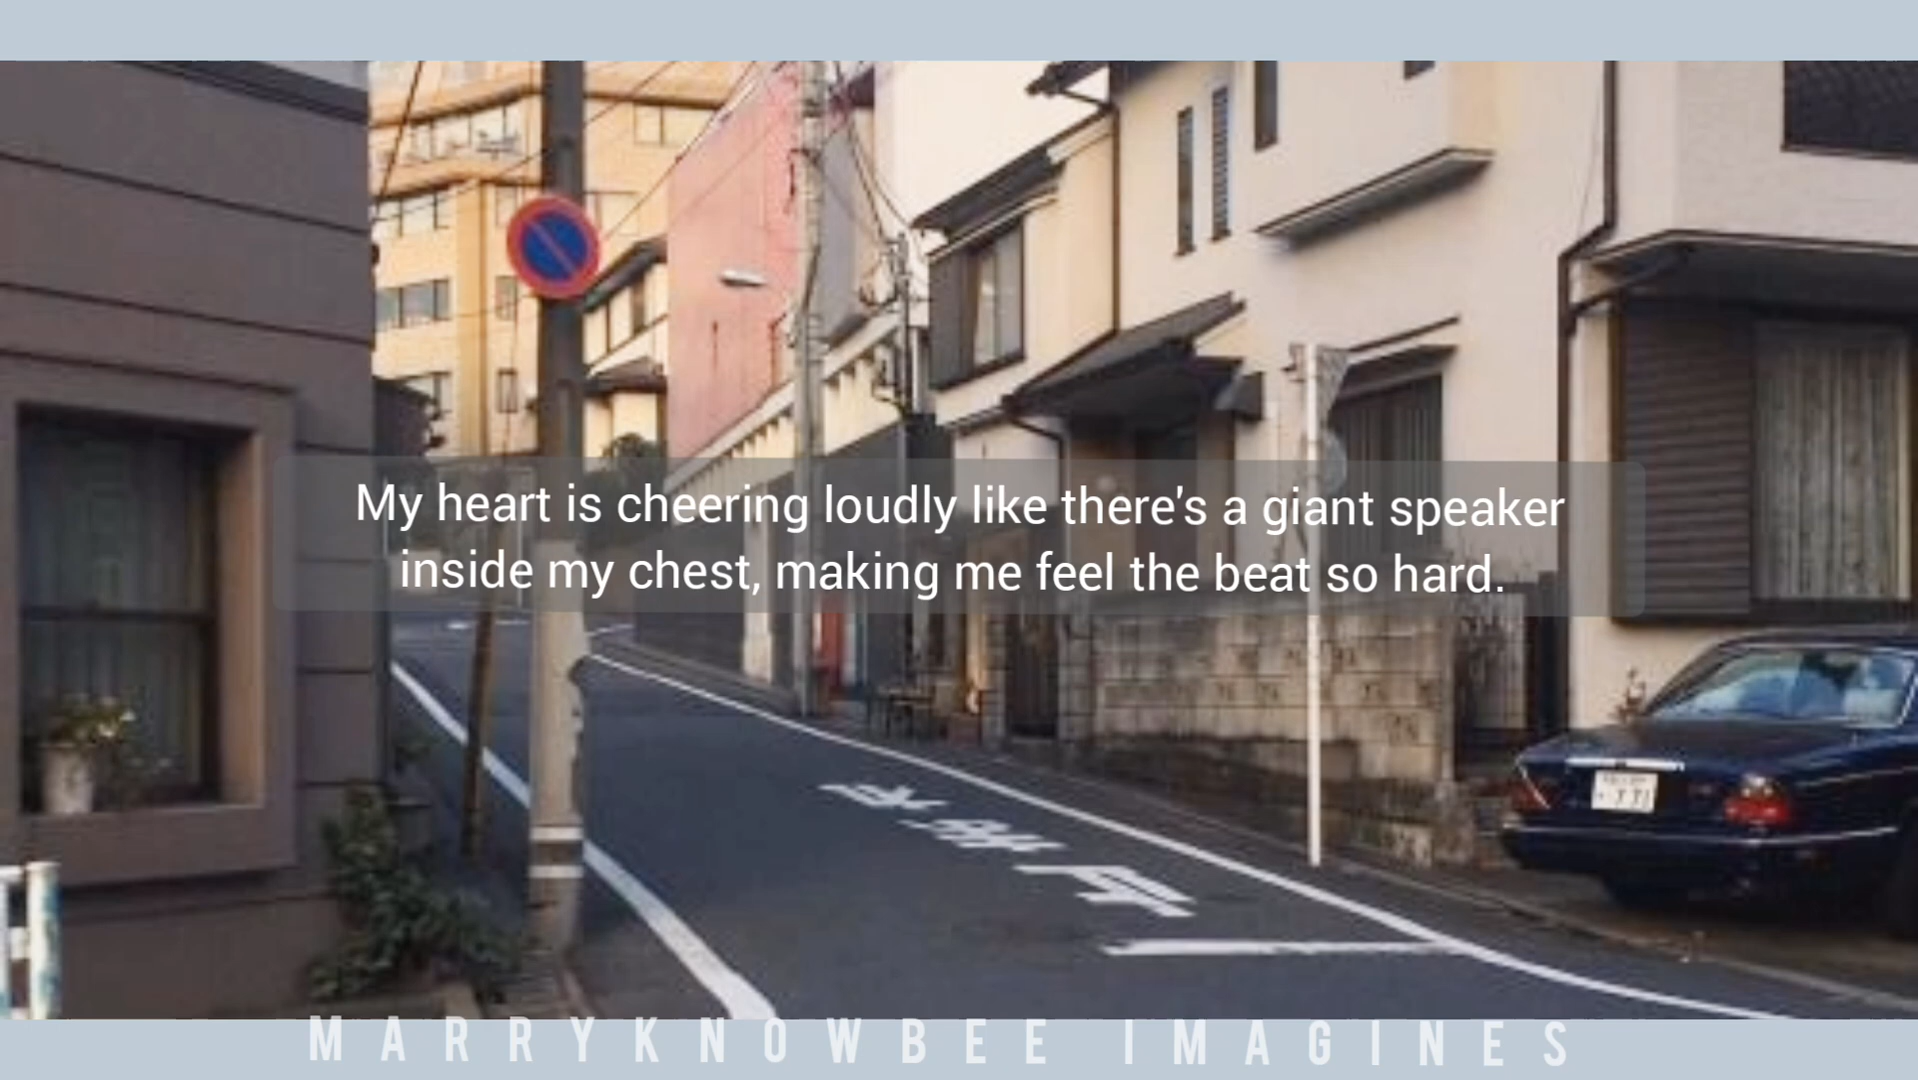 My heart is cheering loudly like there's a giant speaker
inside my chest, making me feel the beat so hard.
MARRYKNOWBEE IMAGINES